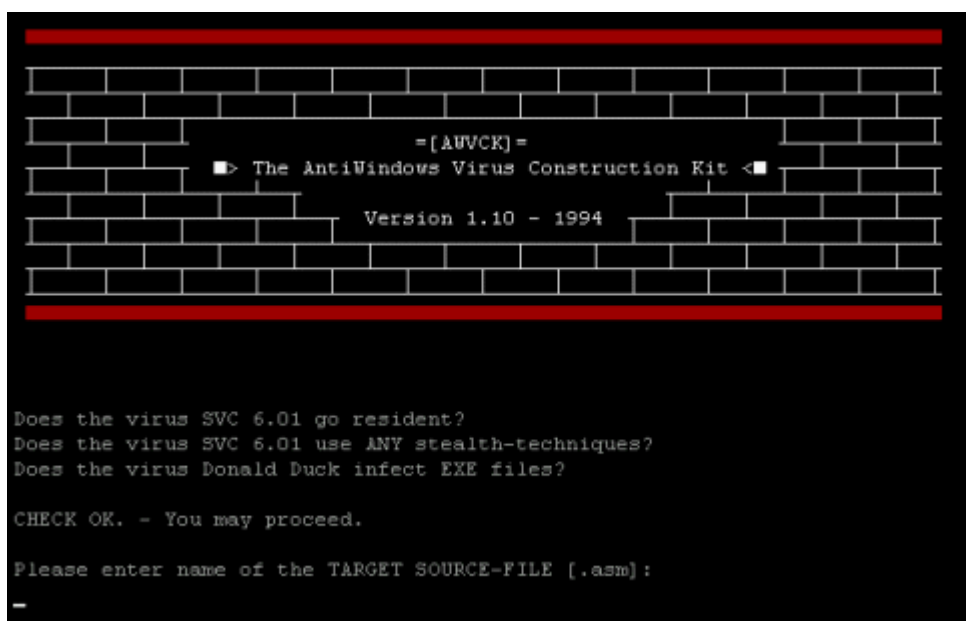 =[AWVCK]=
■> The AntiWindows Virus Construction Kit <■
Version 1.10 - 1994
Does the virus SVC 6.01 go resident?
Does the virus SVC 6.01 use ANY stealth-techniques?
Does the virus Donald Duck infect EXE files?
CHECK OK. - You may proceed.
Please enter name of the TARGET SOURCE-FILE [.asm]: